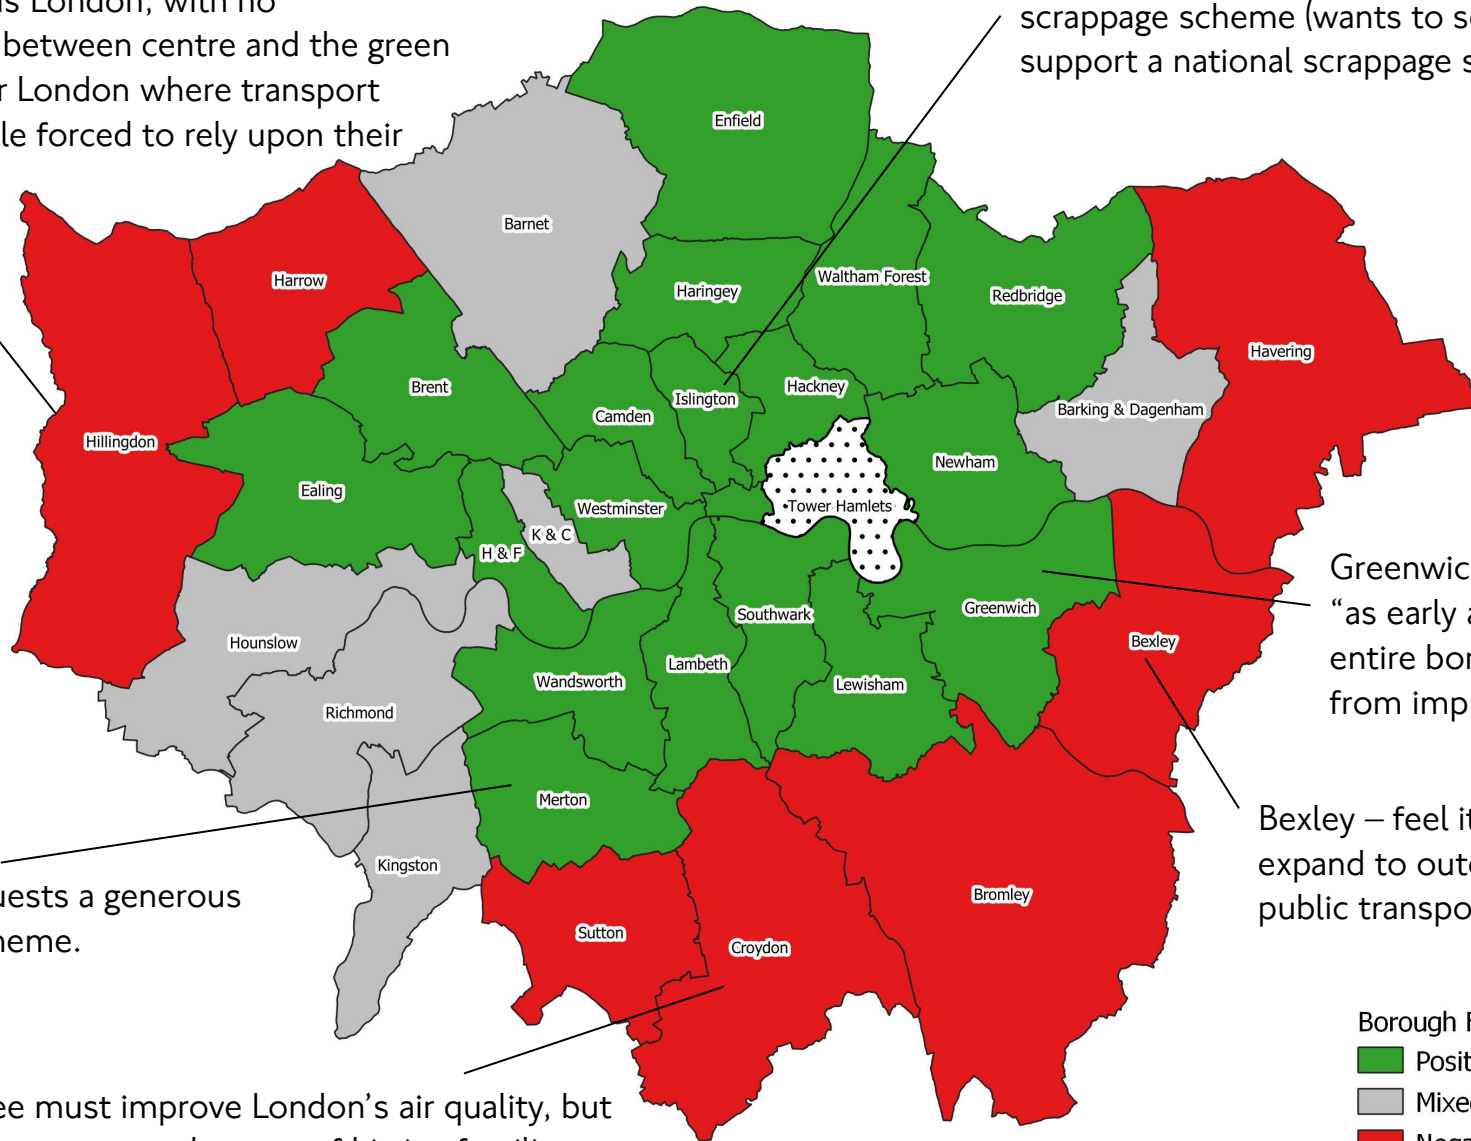 is London, with no
between centre and the green
r London where transport
le forced to rely upon their
scrappage scheme (wants to s
support a national scrappage s
Enfield
Barnet
Harrow
Haringey
Waltham Forest
Redbridge
Havering
Brent
Camden
Islington
Hackney
Barking & Dagenham
Hillingdon
Ealing
Westminster
Tower Hamlets
Newham
K & C
H & F
Hounslow
Southwark
Greenwich
Bexley
Lambeth
Wandsworth
Lewisham
Richmond
Merton
Kingston
Sutton
Croydon
Bromley
Greenwic
“as early a
entire bor
from imp
Bexley – feel it
expand to oute
public transpo
uests a generous
heme.
ee must improve London’s air quality, but
Borough F
Posit
Mixe
Nega